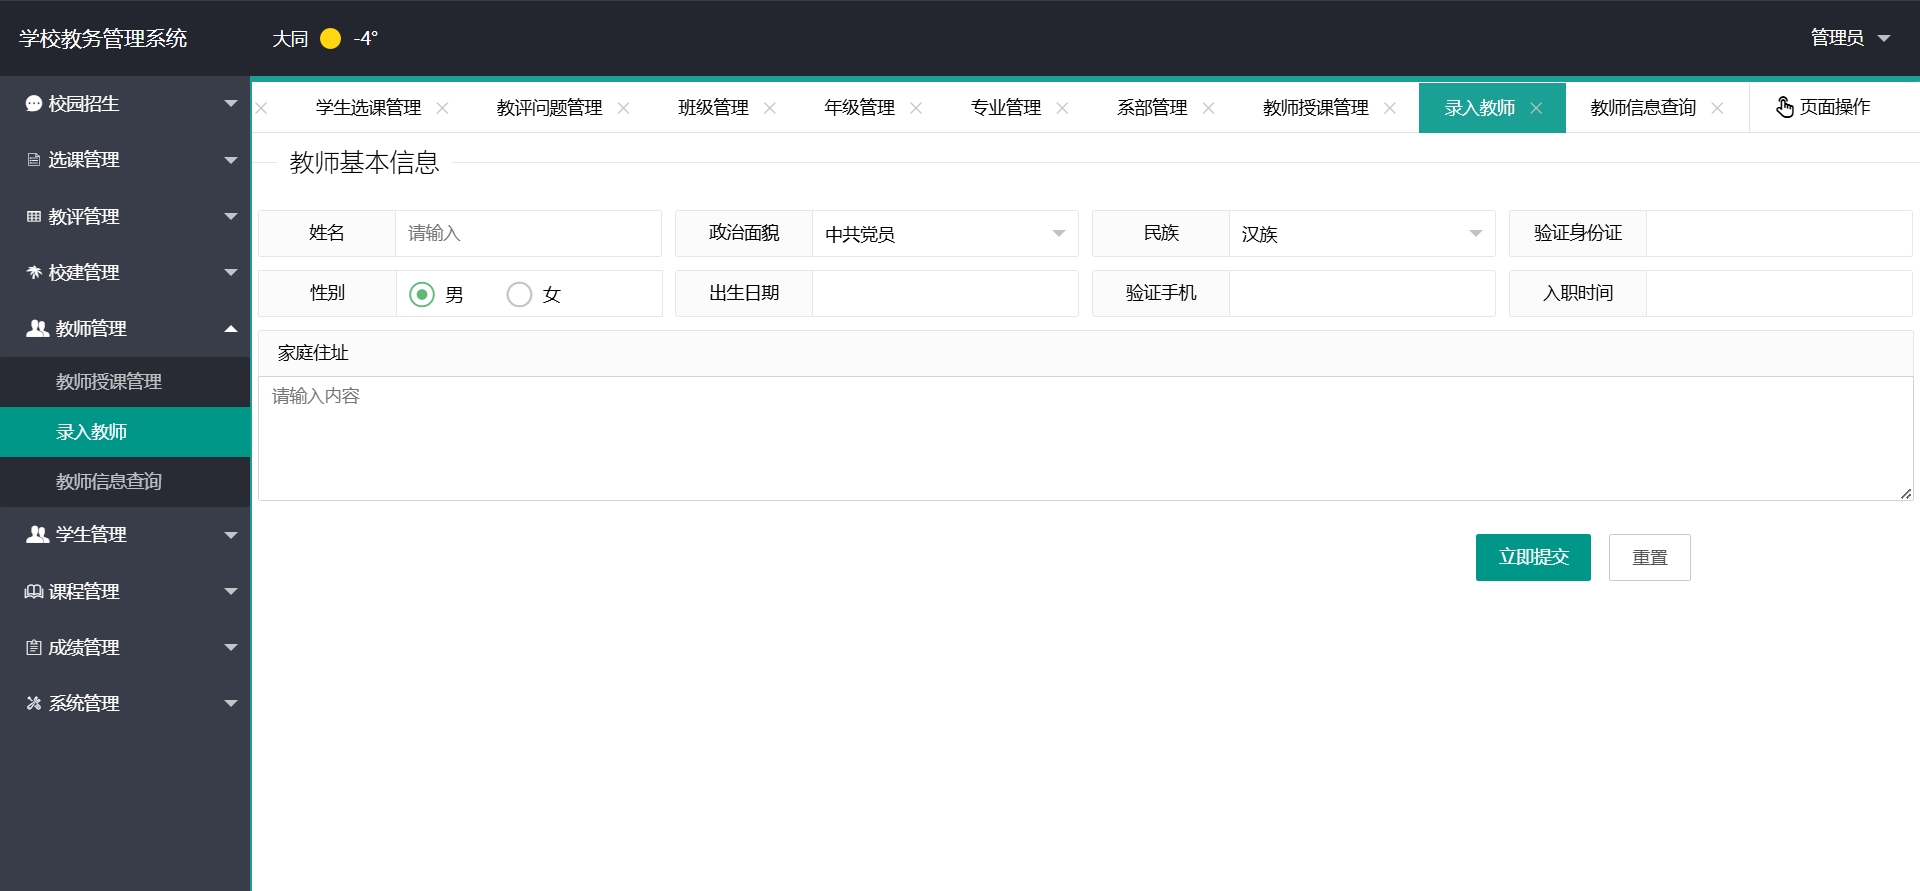 学校教务管理系统 大同 -4° 管理员
校园招生
选课管理
教评管理
校建管理
教师管理
教师授课管理
录入教师
教师信息查询
学生管理
课程管理
成绩管理
系统管理
学生选课管理 教评问题管理 班级管理 年级管理 专业管理 系部管理 教师授课管理 录入教师 教师信息查询 页面操作
教师基本信息
姓名 请输入 政治面貌 中共党员 民族 汉族 验证身份证
性别 男 女 出生日期 验证手机 入职时间
家庭住址
请输入内容
立即提交 重置